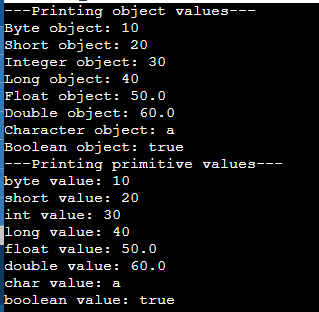 ---Printing object values---
Byte object: 10
Short object: 20
Integer object: 30
Long object: 40
Float object: 50.0
Double object: 60.0
Character object: a
Boolean object: true
---Printing primitive values---
byte value: 10
short value: 20
int value: 30
long value: 40
float value: 50.0
double value: 60.0
char value: a
boolean value: true